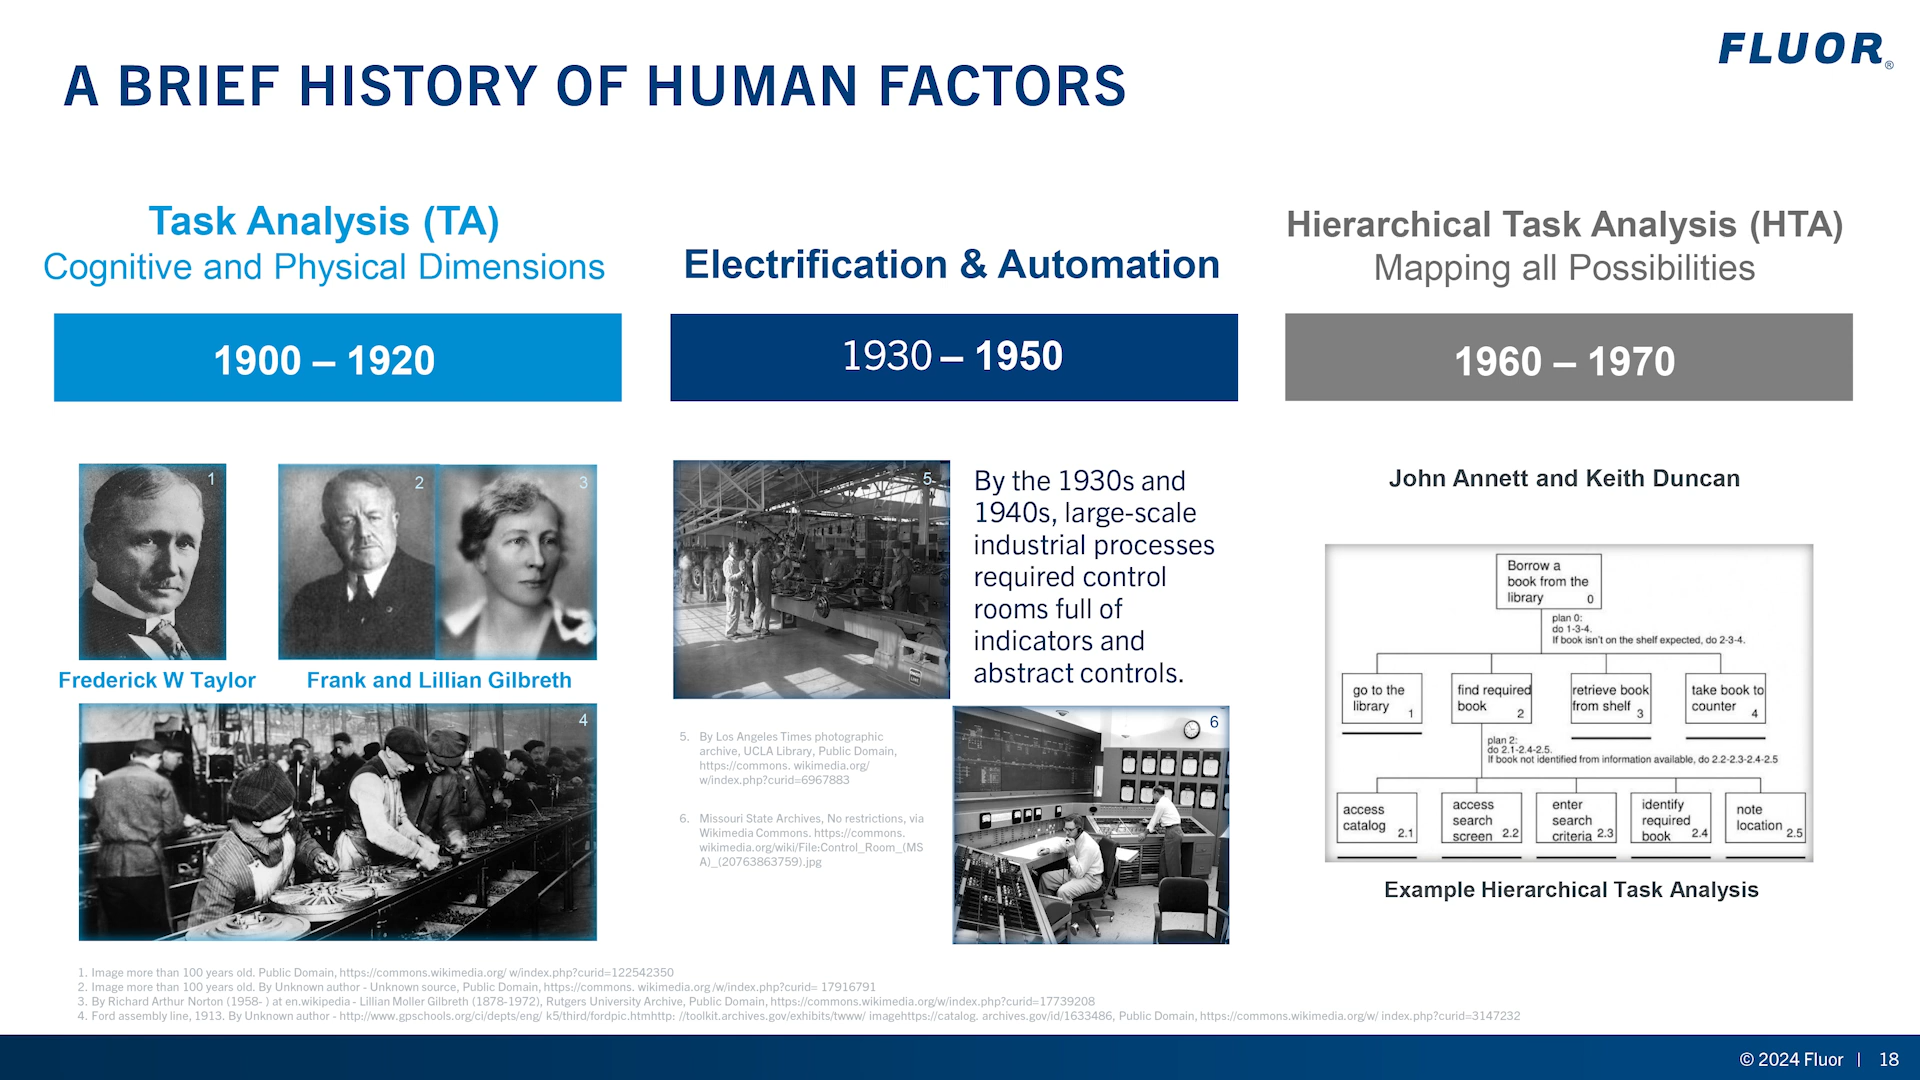 FLUOR®
A BRIEF HISTORY OF HUMAN FACTORS
Task Analysis (TA)
Cognitive and Physical Dimensions
1900 – 1920
1
2
3
Frederick W Taylor
Frank and Lillian Gilbreth
4
Electrification & Automation
1930 – 1950
5
By the 1930s and
1940s, large-scale
industrial processes
required control
rooms full of
indicators and
abstract controls.
5. By Los Angeles Times photographic
archive, UCLA Library, Public Domain,
https://commons. wikimedia.org/
w/index.php?curid=6967883
6. Missouri State Archives, No restrictions, via
Wikimedia Commons. https://commons.
wikimedia.org/wiki/File:Control_Room_(MS
A)_(20763863759).jpg
6
Hierarchical Task Analysis (HTA)
Mapping all Possibilities
1960 – 1970
John Annett and Keith Duncan
Borrow a
book from the
library 0
plan 0:
do 1-3-4.
If book isn't on the shelf expected, do 2-3-4.
go to the
library 1
find required
book 2
retrieve book
from shelf 3
take book to
counter 4
plan 2:
do 2.1-2.4-2.5.
If book not identified from information available, do 2.2-2.3-2.4-2.5
access
catalog 2.1
access
search
screen 2.2
enter
search
criteria 2.3
identify
required
book 2.4
note
location 2.5
Example Hierarchical Task Analysis
1. Image more than 100 years old. Public Domain, https://commons.wikimedia.org/ w/index.php?curid=122542350
2. Image more than 100 years old. By Unknown author - Unknown source, Public Domain, https://commons. wikimedia.org /w/index.php?curid= 17916791
3. By Richard Arthur Norton (1958- ) at en.wikipedia - Lillian Moller Gilbreth (1878-1972), Rutgers University Archive, Public Domain, https://commons.wikimedia.org/w/index.php?curid=17739208
4. Ford assembly line, 1913. By Unknown author - http://www.gpschools.org/ci/depts/eng/ k5/third/fordpic.htmhttp: //toolkit.archives.gov/exhibits/twww/ imagehttps://catalog. archives.gov/id/1633486, Public Domain, https://commons.wikimedia.org/w/ index.php?curid=3147232
© 2024 Fluor | 18